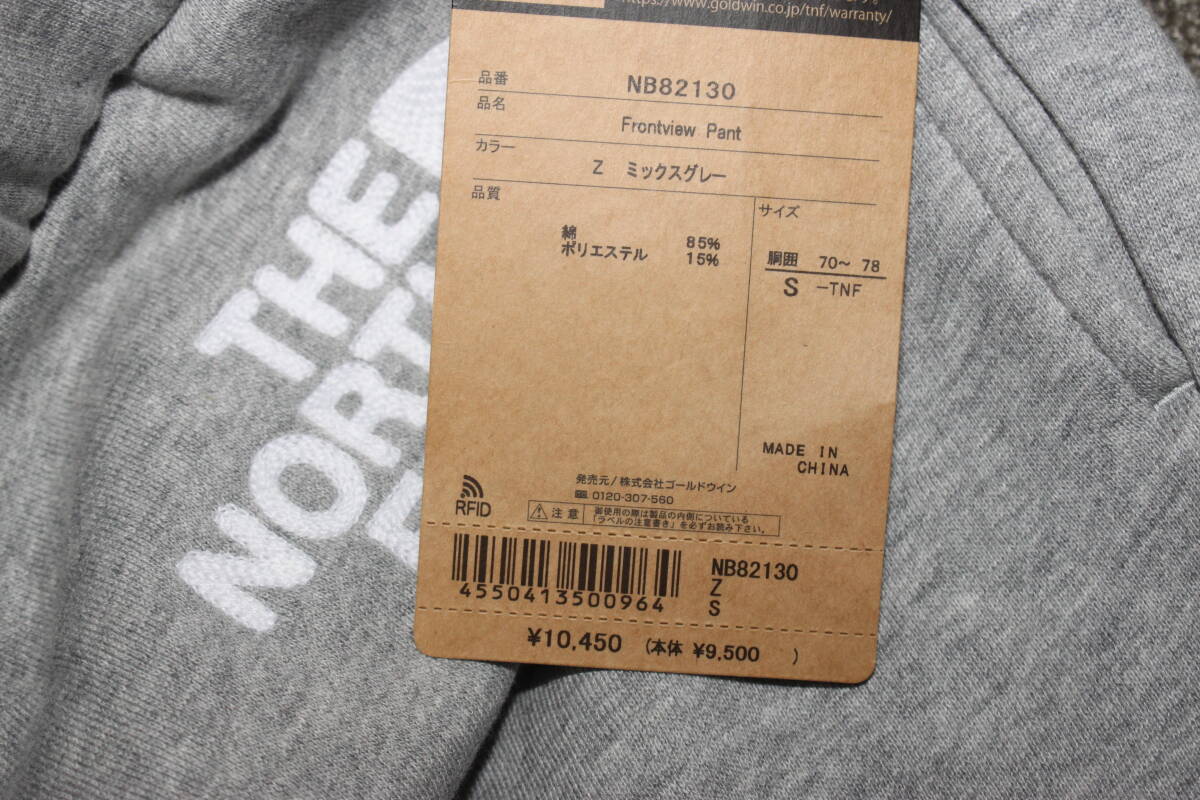 https://www.goldwin.co.jp/tnf/warranty/
品番 NB82130
品名
Frontview Pant
カラー
Z ミックスグレー
品質
サイズ
綿 85%
ポリエステル 15%
胴囲 70～ 78
S -TNF
MADE IN
CHINA
発売元/株式会社ゴールドウイン
0120-307-560
RFID
注意
御使用の際は製品の内側についている
「ラベルの注意書き」を必ずお読み下さい。
4550413500964
NB82130
Z
S
¥10,450 (本体 ¥9,500 )
THE
NORTH